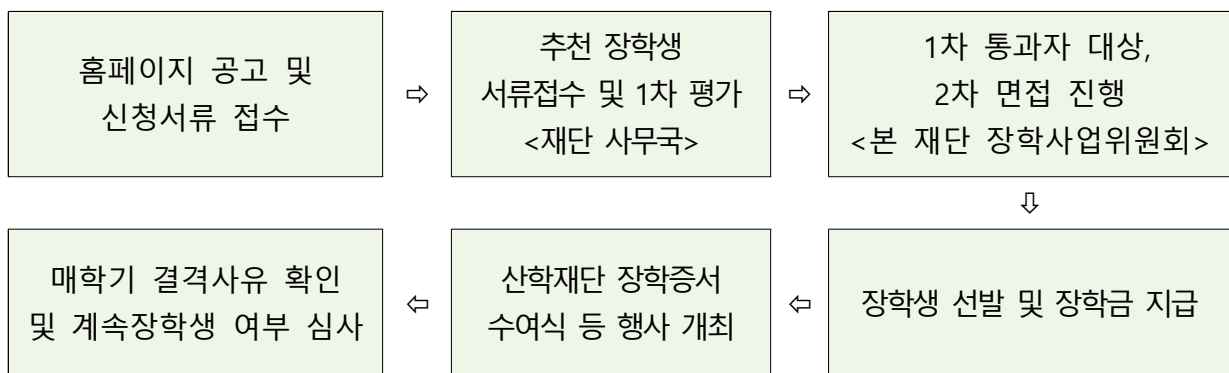 홈페이지 공고 및
신청서류 접수
⇨
추천 장학생
서류접수 및 1차 평가
<재단 사무국>
⇨
1차 통과자 대상,
2차 면접 진행
<본 재단 장학사업위원회>
⇩
장학생 선발 및 장학금 지급
⇦
산학재단 장학증서
수여식 등 행사 개최
⇦
매학기 결격사유 확인
및 계속장학생 여부 심사